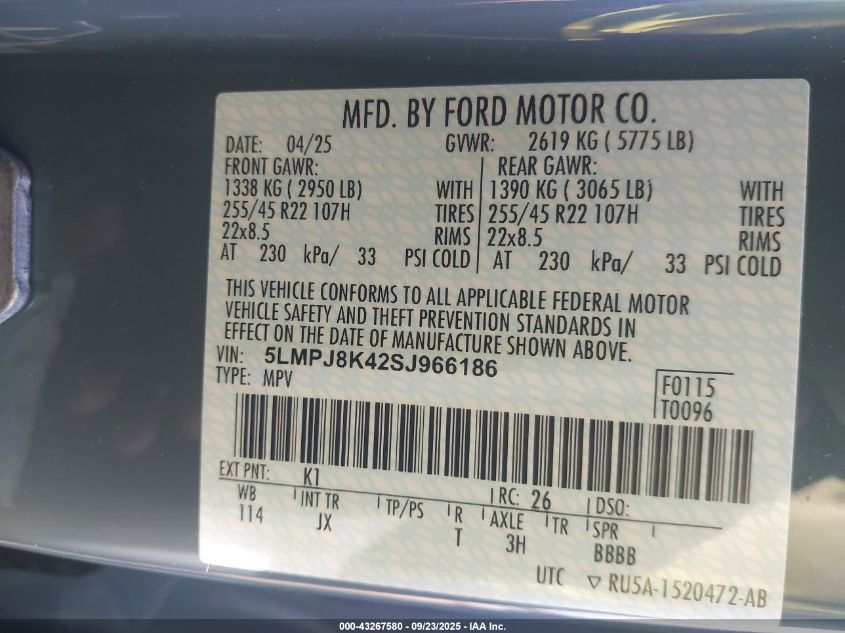 MFD. BY FORD MOTOR CO.
DATE: 04/25 GVWR: 2619 KG ( 5775 LB)
FRONT GAWR: REAR GAWR:
1338 KG ( 2950 LB) WITH 1390 KG ( 3065 LB) WITH
255/45 R22 107H TIRES 255/45 R22 107H TIRES
22x8.5 RIMS 22x8.5 RIMS
AT 230 kPa/ 33 PSI COLD AT 230 kPa/ 33 PSI COLD
THIS VEHICLE CONFORMS TO ALL APPLICABLE FEDERAL MOTOR
VEHICLE SAFETY AND THEFT PREVENTION STANDARDS IN
EFFECT ON THE DATE OF MANUFACTURE SHOWN ABOVE.
VIN: 5LMPJ8K42SJ966186
TYPE: MPV
F0115
T0096
EXT PNT: K1 RC: 26 DSO:
WB INT TR TP/PS R AXLE TR SPR
114 JX T 3H BBBB
UTC ▽ RU5A-1520472-AB
000-43267580 - 09/23/2025 - IAA Inc.